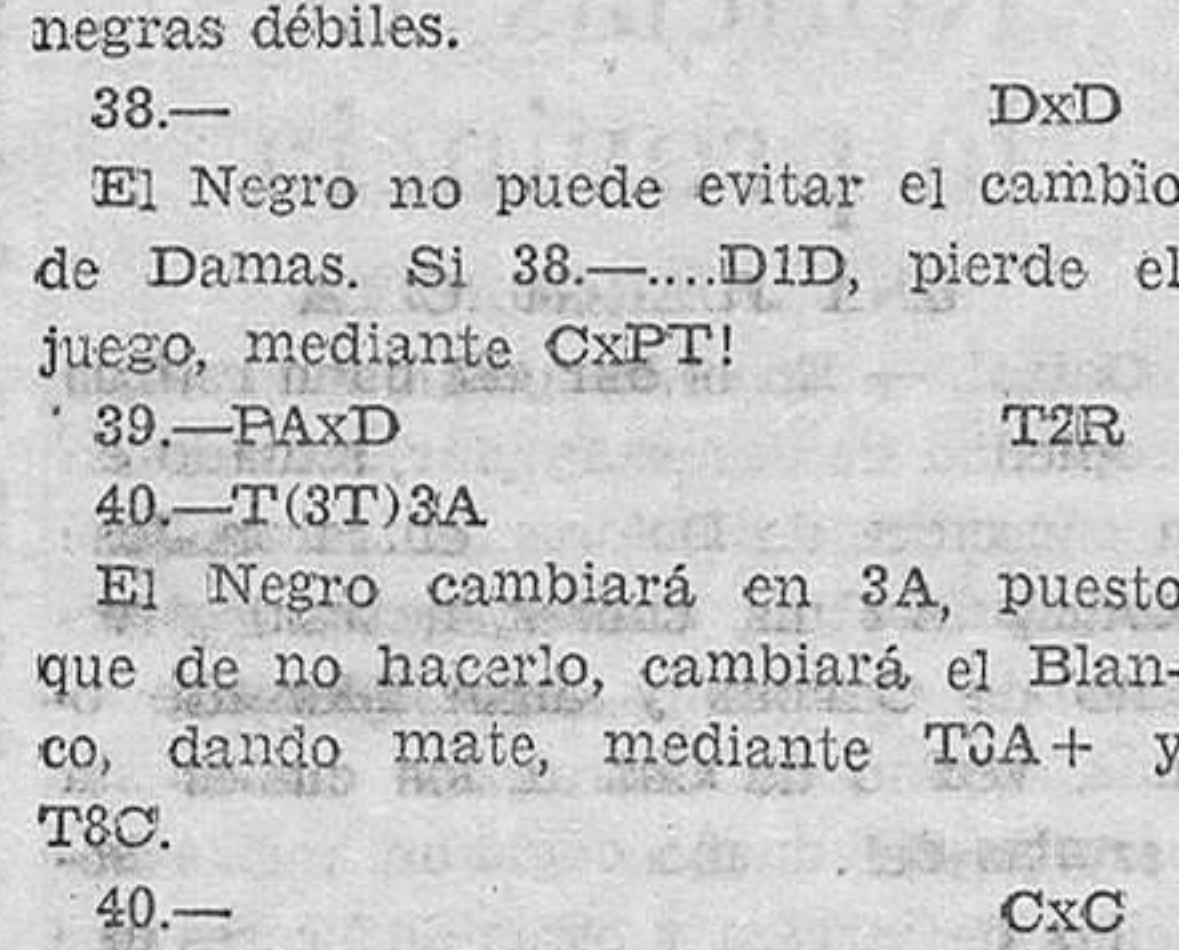 negras débiles.
38.— DxD
El Negro no puede evitar el cambio
de Damas. Si 38.—....D1D, pierde el
juego, mediante CxPT!
39.—PAxD T2R
40.—T(3T)3A
El Negro cambiará en 3A, puesto
que de no hacerlo, cambiará el Blan-
co, dando mate, mediante + y
T8C.
40.— CxC